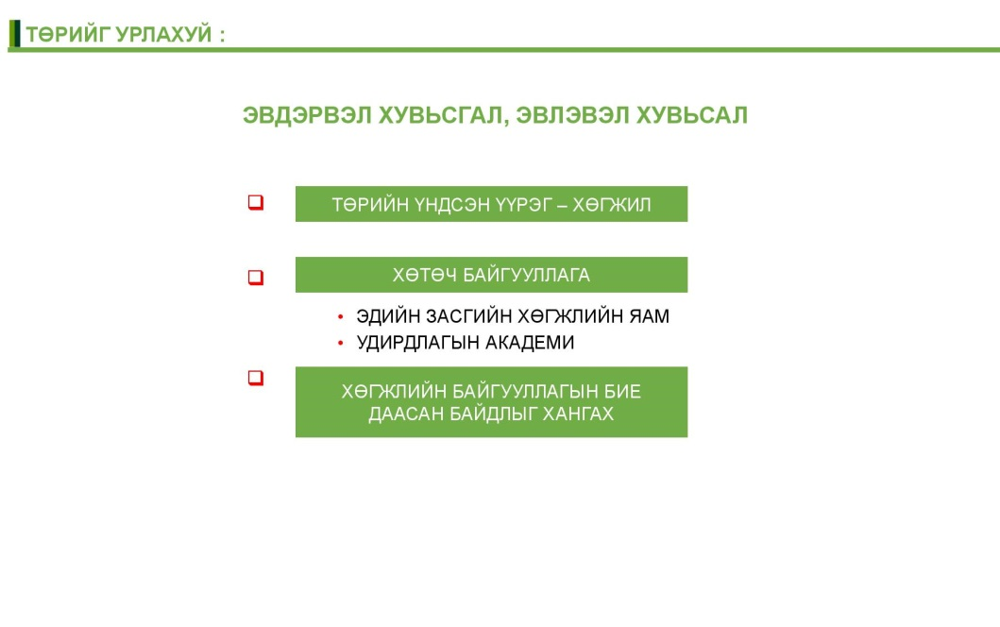 ТӨРИЙГ УРЛАХУЙ :
ЭВДЭРВЭЛ ХУВЬСГАЛ, ЭВЛЭВЭЛ ХУВЬСАЛ
ТӨРИЙН ҮНДСЭН ҮҮРЭГ – ХӨГЖИЛ
ХӨТӨЧ БАЙГУУЛЛАГА
• ЭДИЙН ЗАСГИЙН ХӨГЖЛИЙН ЯАМ
• УДИРДЛАГЫН АКАДЕМИ
ХӨГЖЛИЙН БАЙГУУЛЛАГЫН БИЕ
ДААСАН БАЙДЛЫГ ХАНГАХ